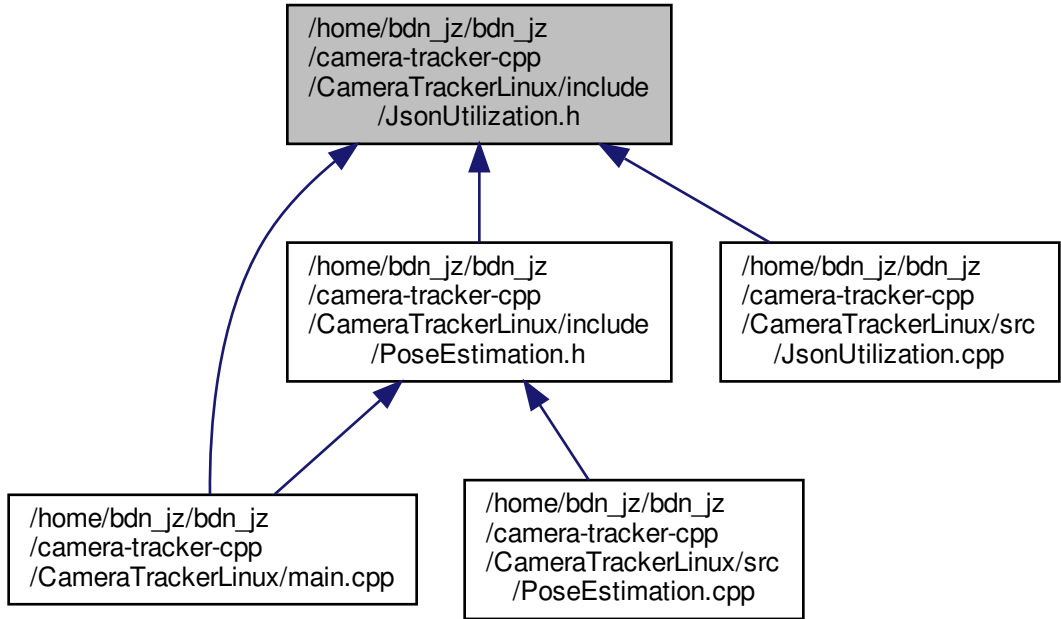 /home/bdn_jz/bdn_jz
/camera-tracker-cpp
/CameraTrackerLinux/include
/JsonUtilization.h
/home/bdn_jz/bdn_jz
/camera-tracker-cpp
/CameraTrackerLinux/include
/PoseEstimation.h
/home/bdn_jz/bdn_jz
/camera-tracker-cpp
/CameraTrackerLinux/src
/JsonUtilization.cpp
/home/bdn_jz/bdn_jz
/camera-tracker-cpp
/CameraTrackerLinux/main.cpp
/home/bdn_jz/bdn_jz
/camera-tracker-cpp
/CameraTrackerLinux/src
/PoseEstimation.cpp